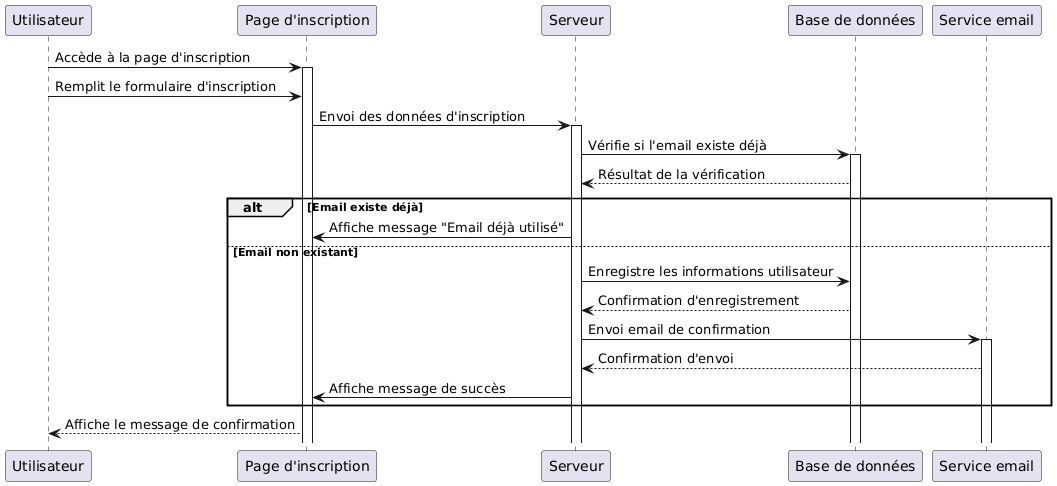 Utilisateur
Page d'inscription
Serveur
Base de données
Service email
Accède à la page d'inscription
Remplit le formulaire d'inscription
Envoi des données d'inscription
Vérifie si l'email existe déjà
Résultat de la vérification
alt
[Email existe déjà]
Affiche message "Email déjà utilisé"
[Email non existant]
Enregistre les informations utilisateur
Confirmation d'enregistrement
Envoi email de confirmation
Confirmation d'envoi
Affiche message de succès
Affiche le message de confirmation
Utilisateur
Page d'inscription
Serveur
Base de données
Service email